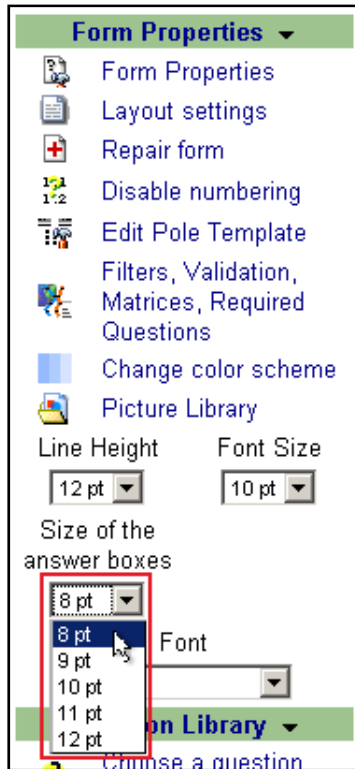 Form Properties
Form Properties
Layout settings
Repair form
Disable numbering
Edit Pole Template
Filters, Validation,
Matrices, Required
Questions
Change color scheme
Picture Library
Line Height Font Size
12 pt 10 pt
Size of the
answer boxes
8 pt
8 pt
Font
9 pt
10 pt
11 pt
on Library
12 pt
Choose a question